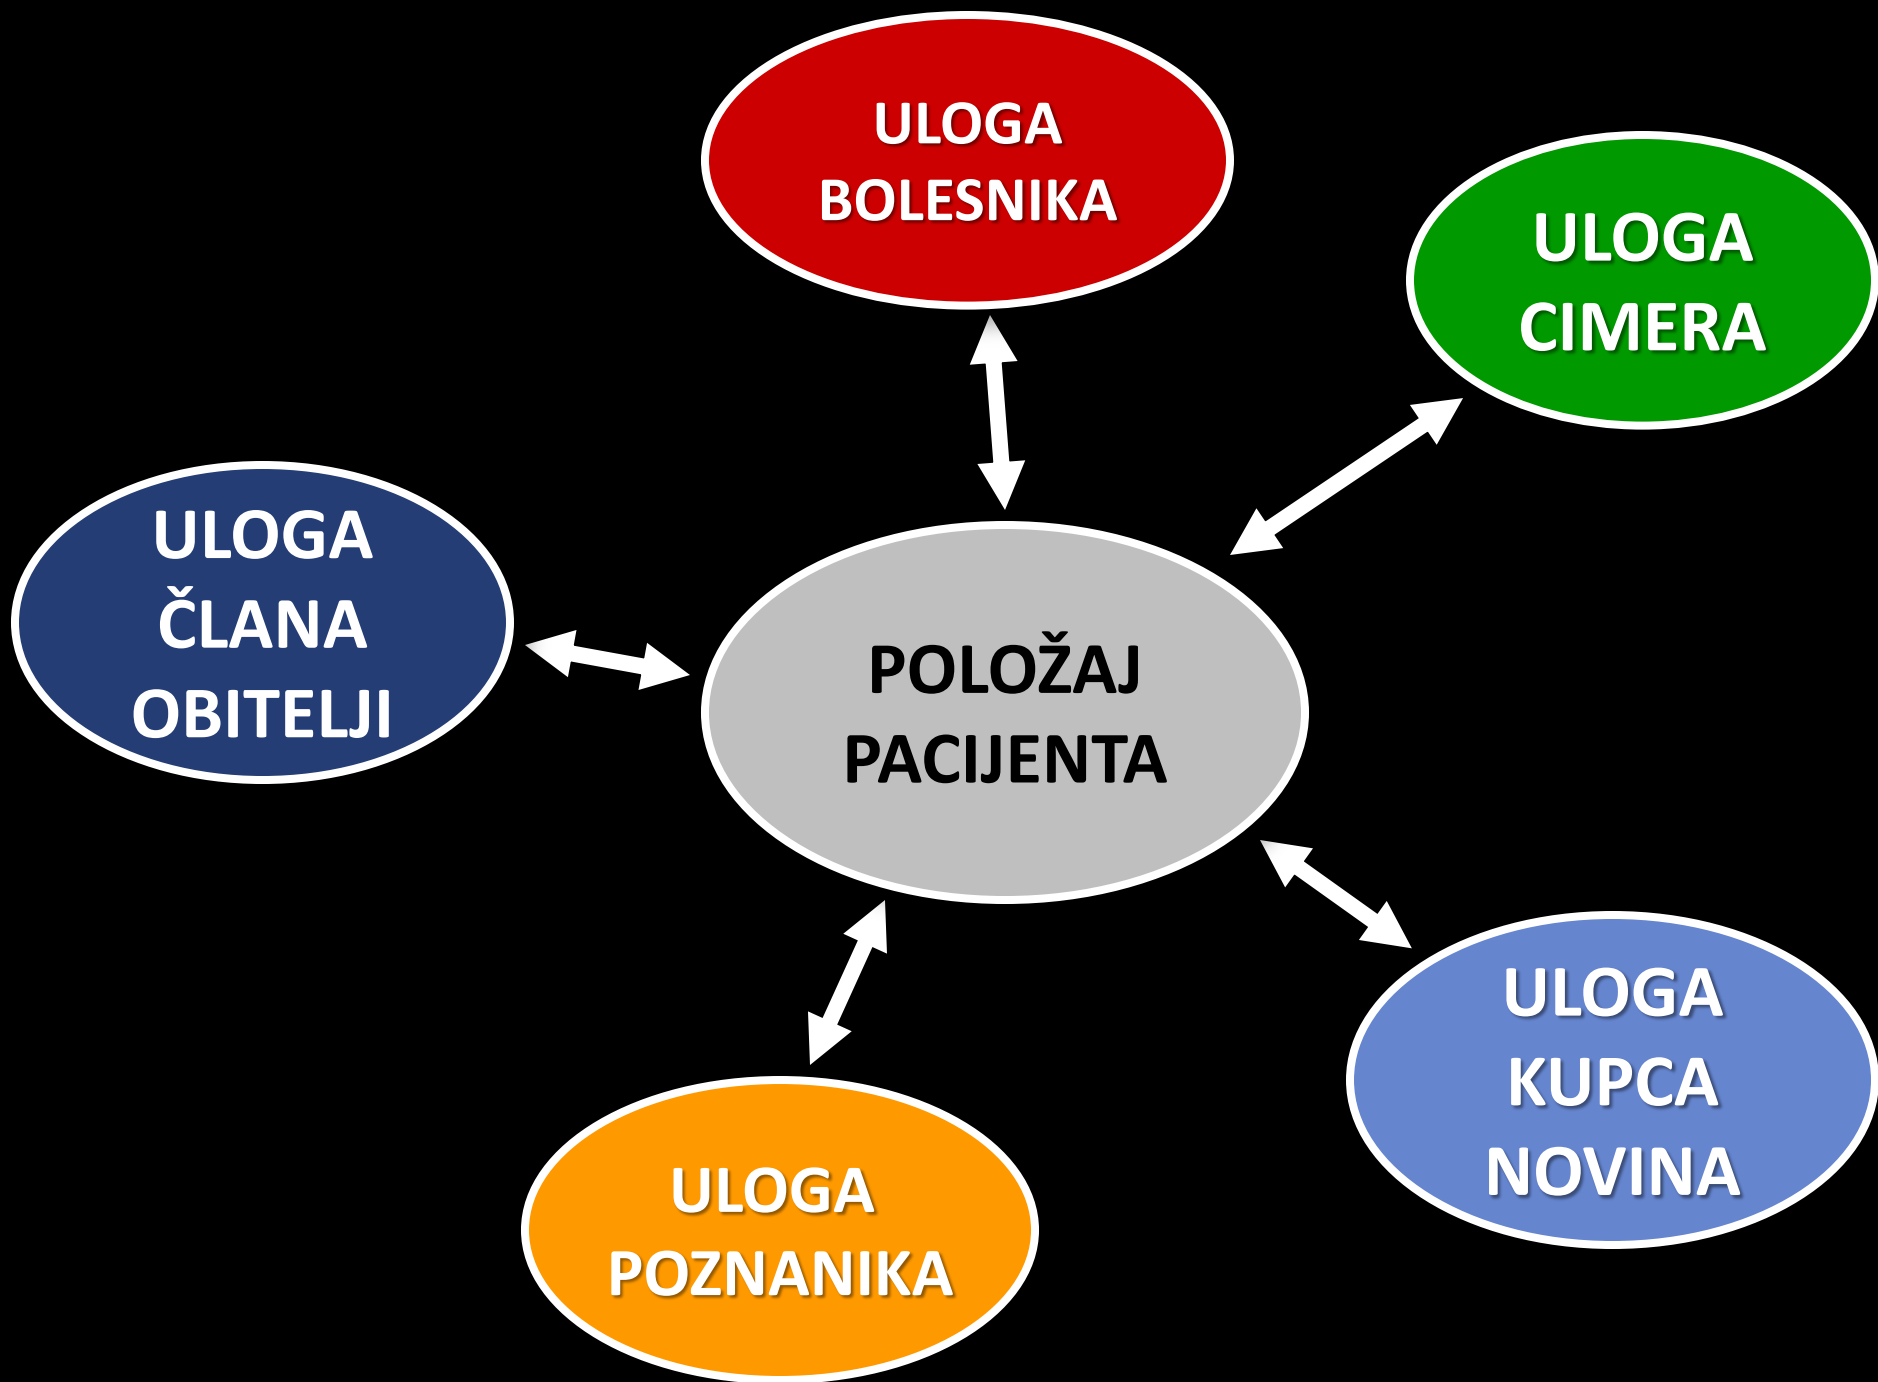 ULOGA
BOLESNIKA
ULOGA
CIMERA
ULOGA
ČLANA
OBITELJI
POLOŽAJ
PACIJENTA
ULOGA
KUPCA
NOVINA
ULOGA
POZNANIKA